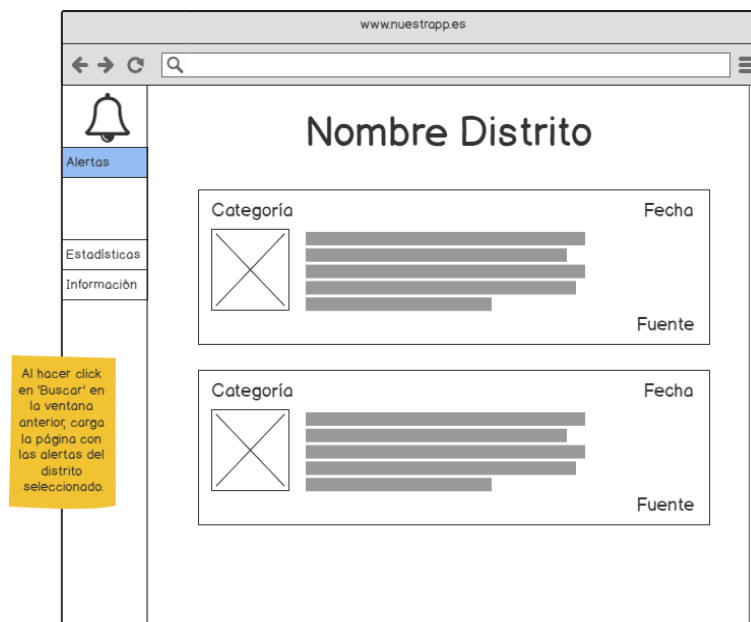 www.nuestrapp.es
Alertas
Estadísticas
Información
Nombre Distrito
Categoría
Fecha
Fuente
Categoría
Fecha
Fuente
Al hacer click
en 'Buscar' en
la ventana
anterior, carga
la página con
las alertas del
distrito
seleccionado.